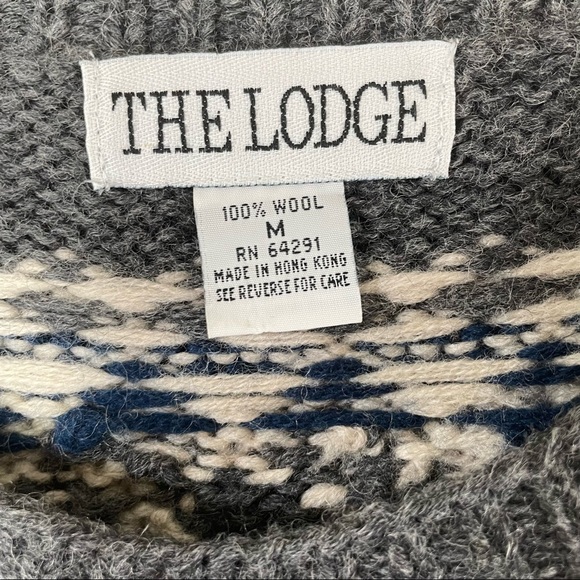 THE LODGE
100% WOOL
M
RN 64291
MADE IN HONG KONG
SEE REVERSE FOR CARE